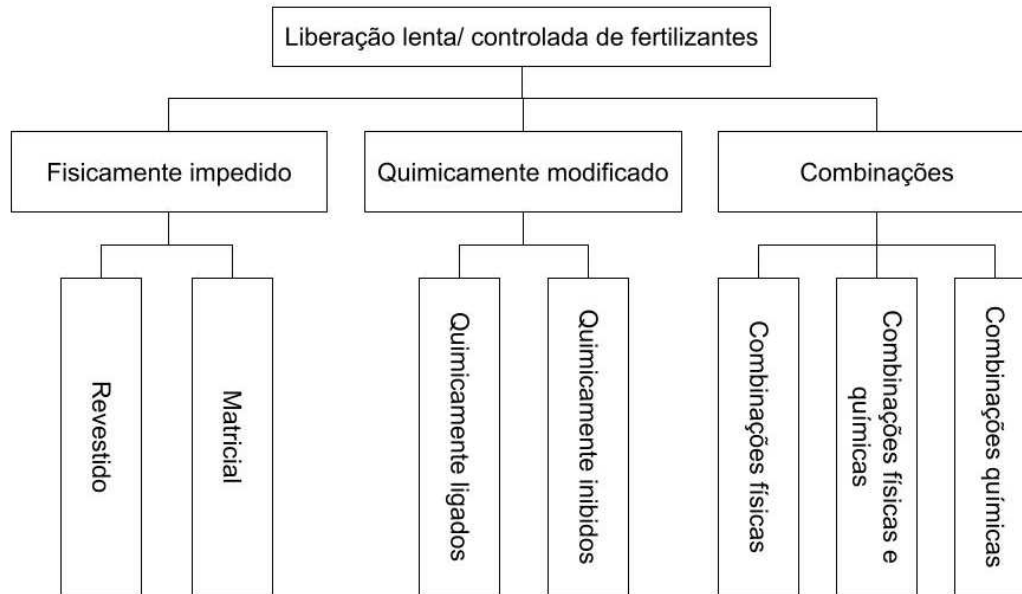 Liberação lenta/ controlada de fertilizantes
Fisicamente impedido
Quimicamente modificado
Combinações
Revestido
Matricial
Quimicamente ligados
Quimicamente inibidos
Combinações físicas
Combinações físicas e
químicas
Combinações químicas